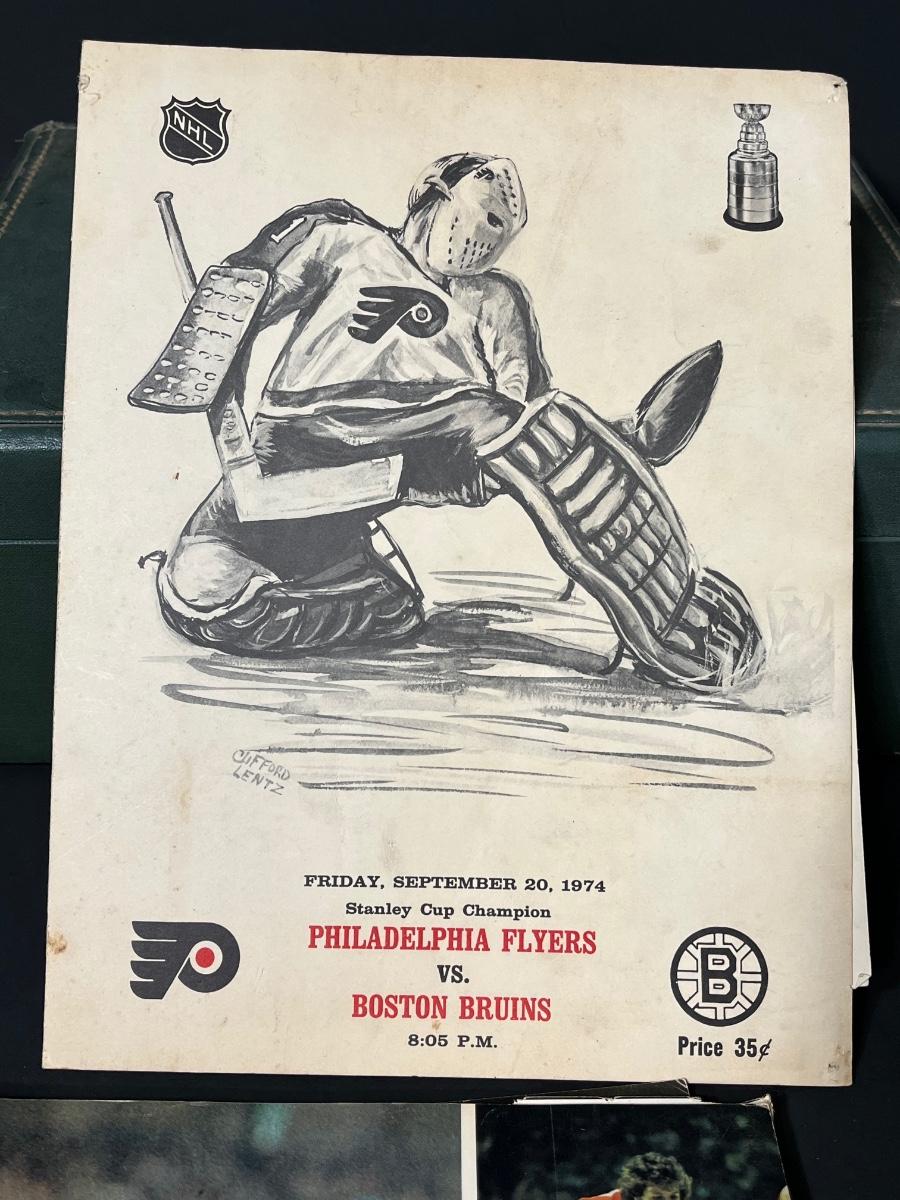 NHL
1
P
CLIFFORD
LENTZ
FRIDAY, SEPTEMBER 20, 1974
Stanley Cup Champion
PHILADELPHIA FLYERS
VS.
BOSTON BRUINS
8:05 P.M.
P
B
Price 35¢